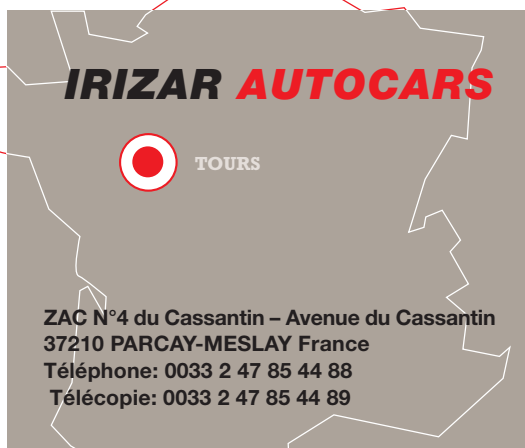 IRIZAR AUTOCARS
TOURS
ZAC N°4 du Cassantin – Avenue du Cassantin
37210 PARCAY-MESLAY France
Téléphone: 0033 2 47 85 44 88
Télécopie: 0033 2 47 85 44 89